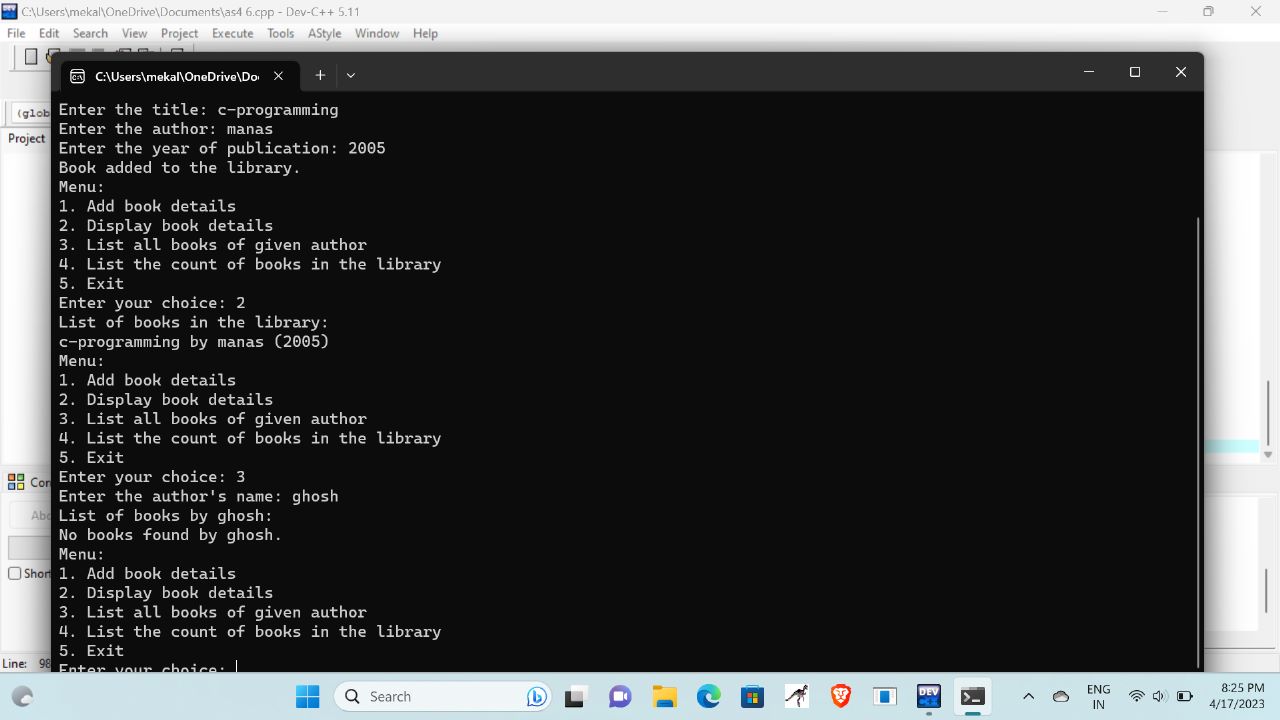 C:\Users\mekal\OneDrive\Documents\as4 6.cpp - Dev-C++ 5.11
File Edit Search View Project Execute Tools AStyle Window Help
C:\Users\mekal\OneDrive\Do
(glob
Project
Enter the title: c-programming
Enter the author: manas
Enter the year of publication: 2005
Book added to the library.
Menu:
1. Add book details
2. Display book details
3. List all books of given author
4. List the count of books in the library
5. Exit
Enter your choice: 2
List of books in the library:
c-programming by manas (2005)
Menu:
1. Add book details
2. Display book details
3. List all books of given author
4. List the count of books in the library
5. Exit
Enter your choice: 3
Enter the author's name: ghosh
List of books by ghosh:
No books found by ghosh.
Menu:
1. Add book details
2. Display book details
3. List all books of given author
4. List the count of books in the library
5. Exit
Enter your choice:
Con
Abo
Short
Line: 98
Search
DEV
ENG
IN
8:25 PM
4/17/2023